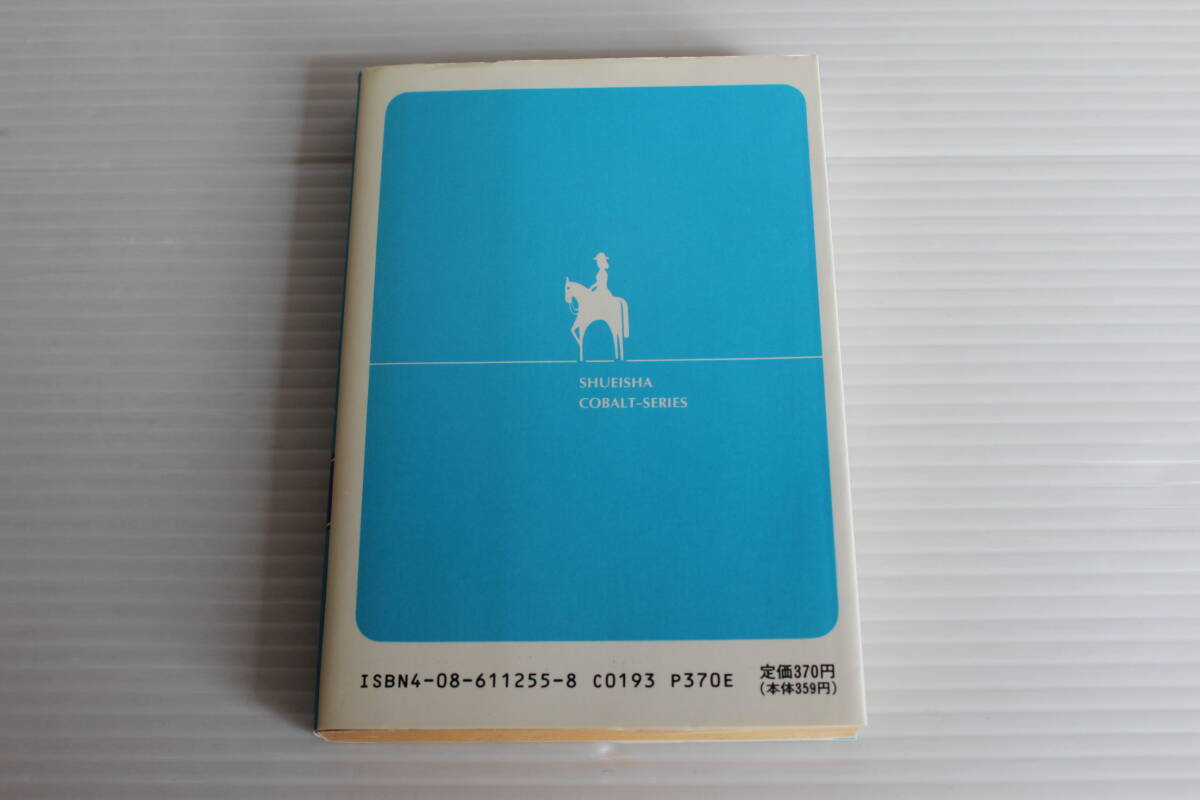 SHUEISHA
COBALT-SERIES
ISBN4-08-611255-8 C0193 P370E
定価370円
(本体359円)